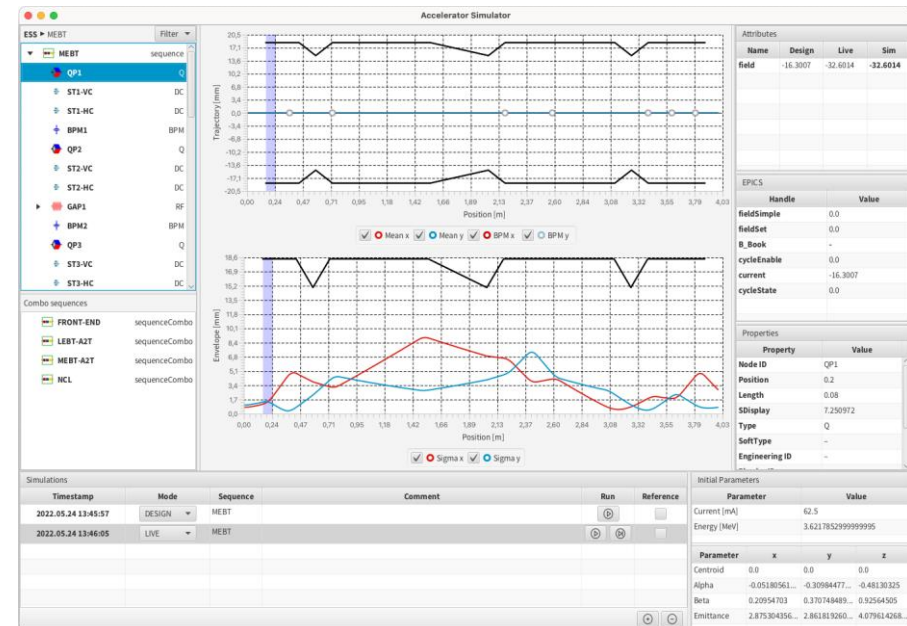 Accelerator Simulator
ESS ▸ MEBT Filter
MEBT sequence
QP1 Q
ST1-VC DC
ST1-HC DC
BPM1 BPM
QP2 Q
ST2-VC DC
ST2-HC DC
GAP1 RF
BPM2 BPM
QP3 Q
ST3-VC DC
ST3-HC DC
Combo sequences
FRONT-END sequenceCombo
LEBT-A2T sequenceCombo
MEBT-A2T sequenceCombo
NCL sequenceCombo
Trajectory [mm]
20,5
17,1
13,6
10,2
6,8
3,4
0,0
-3,4
-6,8
-10,2
-13,6
-17,1
-20,5
0,00 0,24 0,47 0,71 0,95 1,18 1,42 1,66 1,89 2,13 2,37 2,60 2,84 3,08 3,32 3,55 3,79 4,03
Position [m]
Mean x Mean y BPM x BPM y
Envelope [mm]
18,6
16,9
15,2
13,5
11,8
10,1
8,4
6,8
5,1
3,4
1,7
0,0
0,00 0,24 0,47 0,71 0,95 1,18 1,42 1,66 1,89 2,13 2,37 2,60 2,84 3,08 3,32 3,55 3,79 4,03
Position [m]
Sigma x Sigma y
Attributes
Name Design Live Sim
field -16.3007 -32.6014 -32.6014
EPICS
Handle Value
fieldSimple 0.0
fieldSet 0.0
B_Book -
cycleEnable 0.0
current -16.3007
cycleState 0.0
Properties
Property Value
Node ID QP1
Position 0.2
Length 0.08
SDisplay 7.250972
Type Q
SoftType -
Engineering ID -
Simulations
Timestamp Mode Sequence Comment Run Reference
2022.05.24 13:45:57 DESIGN MEBT
2022.05.24 13:46:05 LIVE MEBT
Initial Parameters
Parameter Value
Current [mA] 62.5
Energy [MeV] 3.6217852999999995
Parameter x y z
Centroid 0.0 0.0 0.0
Alpha -0.05180561... -0.30984477... -0.48130325
Beta 0.20954703 0.370748489... 0.92564505
Emittance 2.875304356... 2.861819260... 4.079614268...